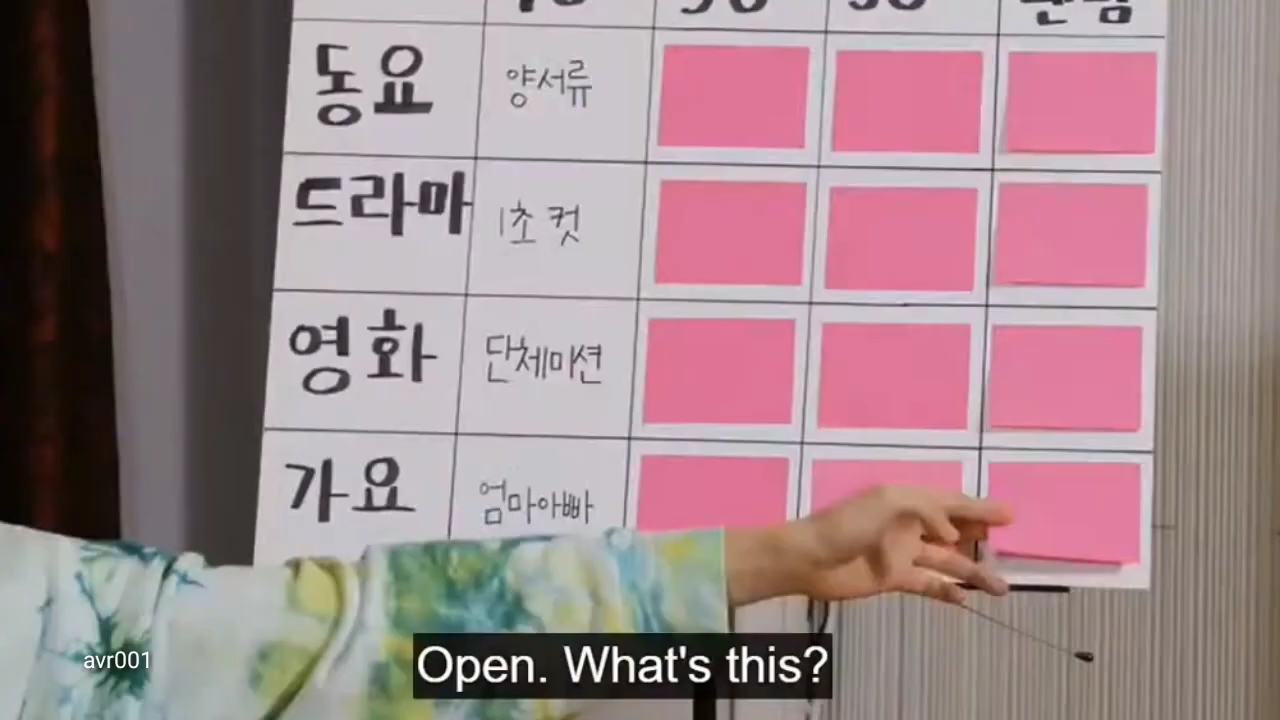 동요 양서류
드라마 1초 컷
영화 단체미션
가요 엄마아빠
Open. What's this?
avr001